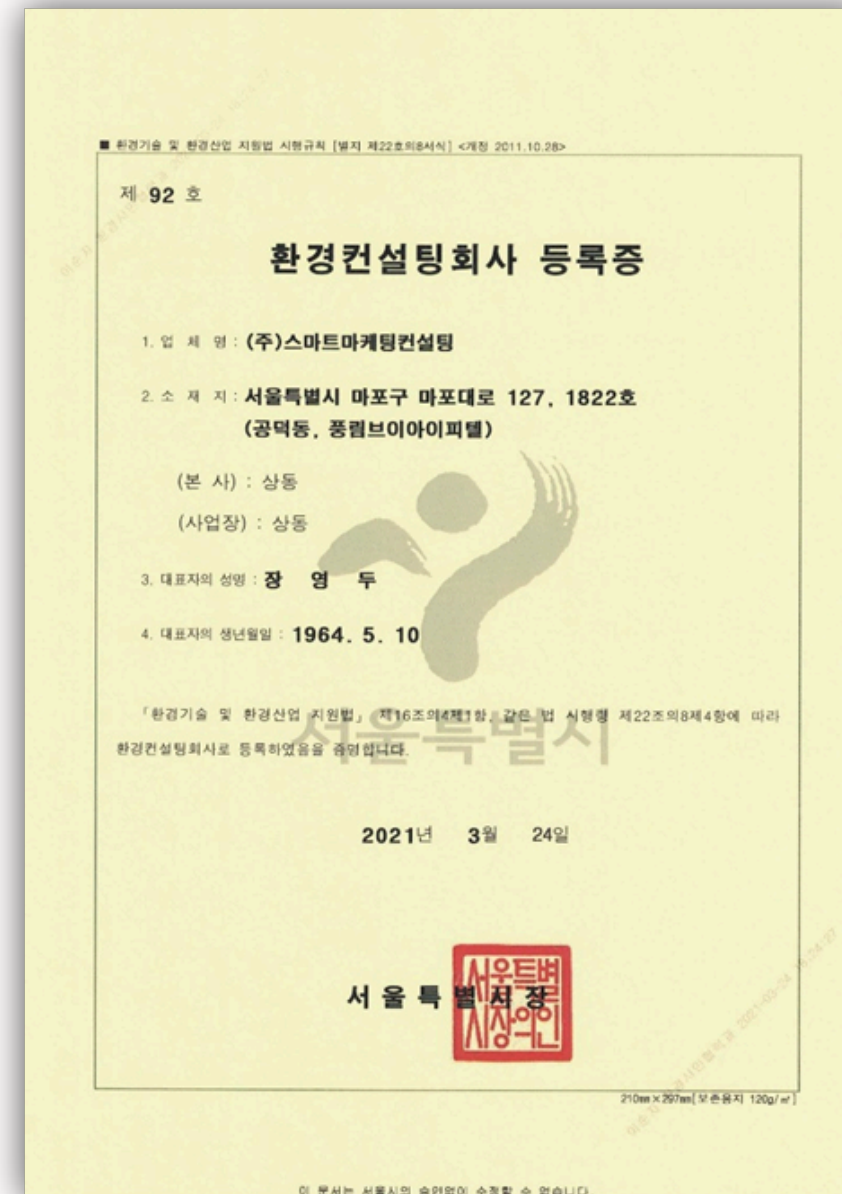 ■ 환경기술 및 환경산업 지원법 시행규칙 [별지 제22호의8서식] <개정 2011.10.28>
제 92 호
환경컨설팅회사 등록증
1. 업 체 명 : (주)스마트마케팅컨설팅
2. 소 재 지 : 서울특별시 마포구 마포대로 127, 1822호
(공덕동, 풍림브이아이피텔)
(본 사) : 상동
(사업장) : 상동
3. 대표자의 성명 : 장 영 두
4. 대표자의 생년월일 : 1964. 5. 10
「환경기술 및 환경산업 지원법」 제16조의4제1항, 같은 법 시행령 제22조의8제4항에 따라
환경컨설팅회사로 등록하였음을 증명합니다.
서울특별시
2021년 3월 24일
서울특별시장
서울특별
시장의인
210㎜×297㎜[보존용지 120g/㎡]
이 문서는 서울시의 승인없이 수정할 수 없습니다